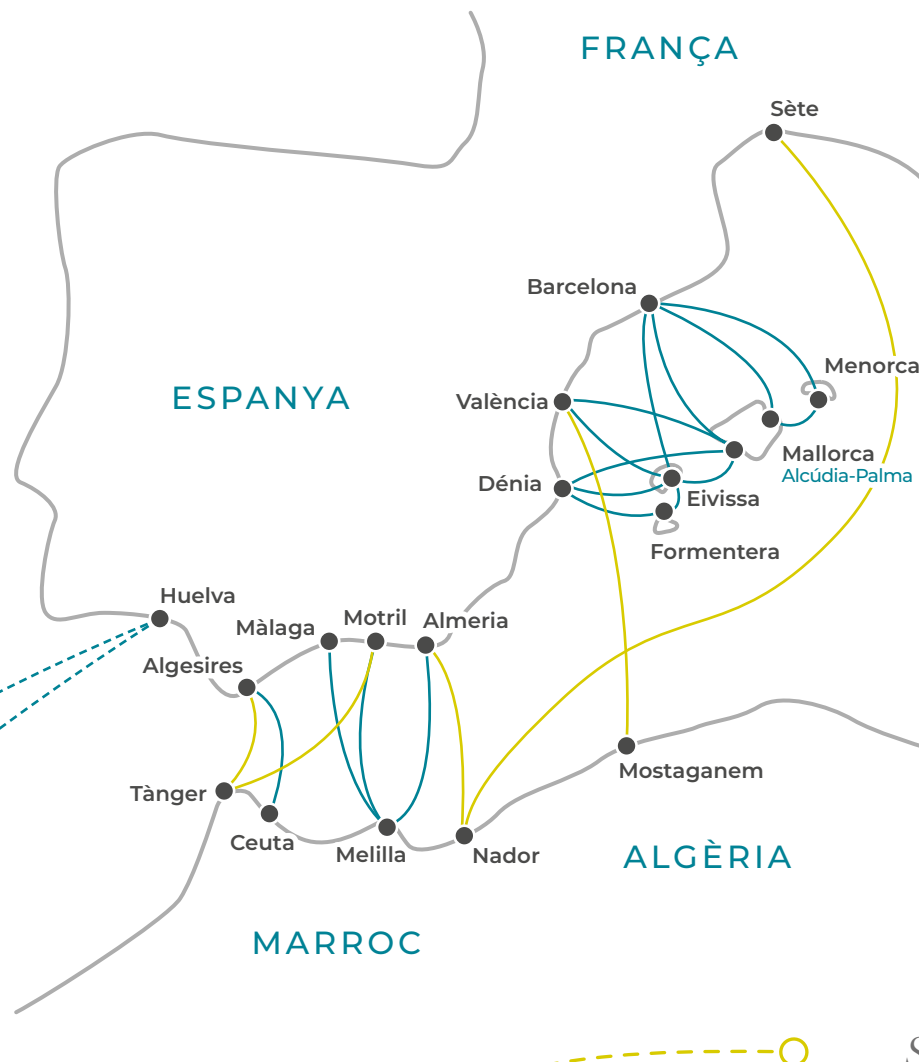 FRANÇA
Sète
Barcelona
Menorca
ESPANYA
València
Mallorca
Alcúdia-Palma
Dénia
Eivissa
Formentera
Huelva
Màlaga
Motril
Almeria
Algesires
Tànger
Mostaganem
Ceuta
Melilla
Nador
ALGÈRIA
MARROC